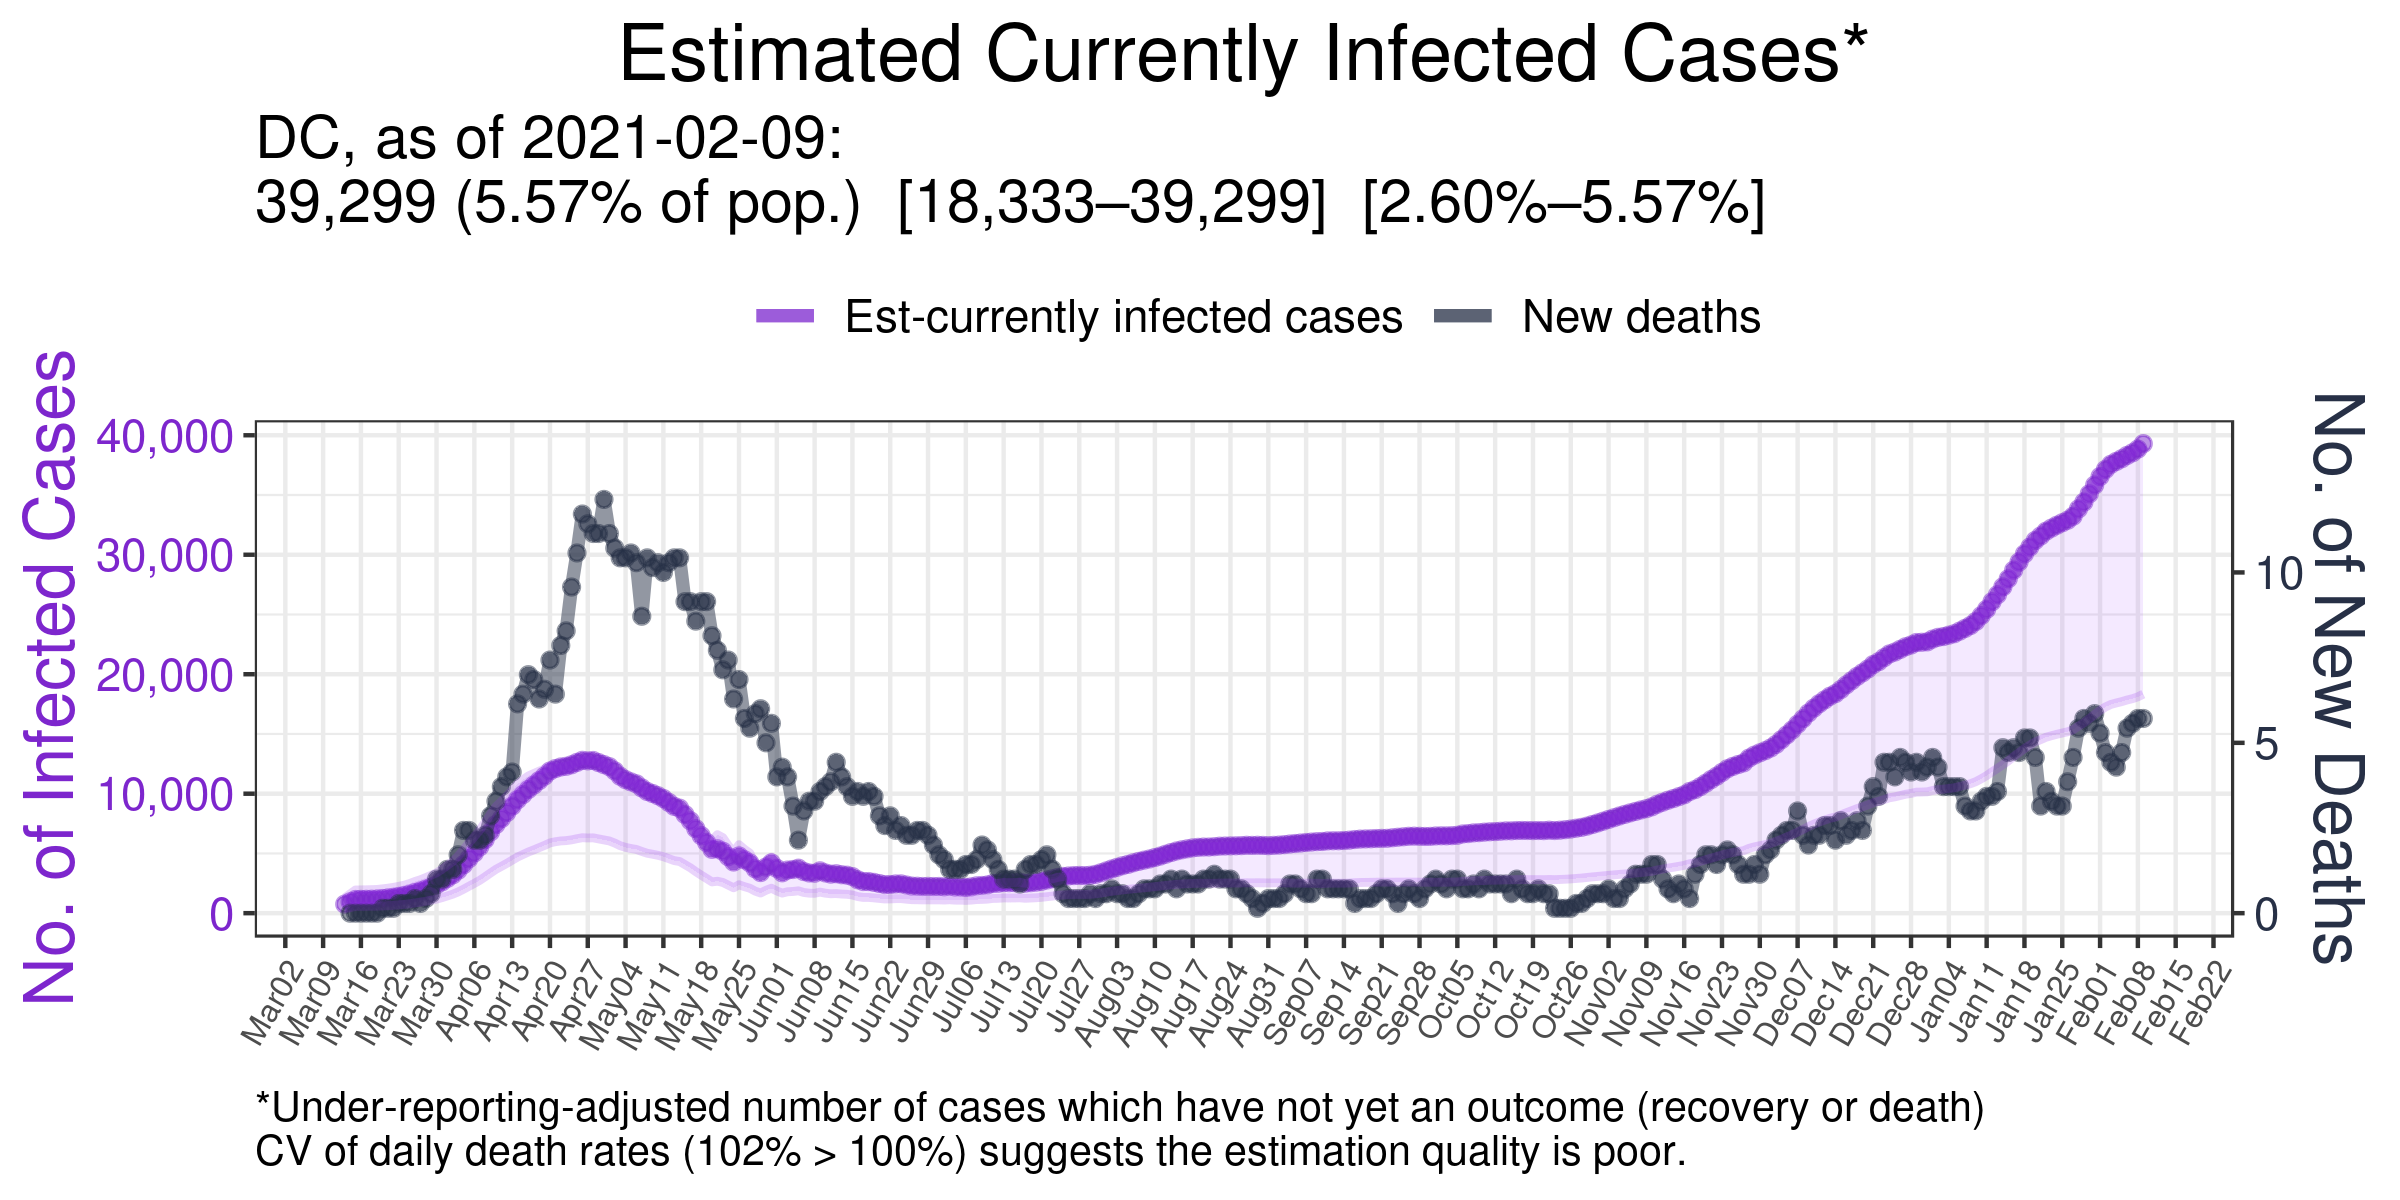 Estimated Currently Infected Cases*
DC, as of 2021-02-09:
39,299 (5.57% of pop.) [18,333–39,299] [2.60%–5.57%]
Est-currently infected cases
New deaths
No. of Infected Cases
40,000
30,000
20,000
10,000
0
10
5
0
No. of New Deaths
Mar02
Mar09
Mar16
Mar23
Mar30
Apr06
Apr13
Apr20
Apr27
May04
May11
May18
May25
Jun01
Jun08
Jun15
Jun22
Jun29
Jul06
Jul13
Jul20
Jul27
Aug03
Aug10
Aug17
Aug24
Aug31
Sep07
Sep14
Sep21
Sep28
Oct05
Oct12
Oct19
Oct26
Nov02
Nov09
Nov16
Nov23
Nov30
Dec07
Dec14
Dec21
Dec28
Jan04
Jan11
Jan18
Jan25
Feb01
Feb08
Feb15
Feb22
*Under-reporting-adjusted number of cases which have not yet an outcome (recovery or death)
CV of daily death rates (102% > 100%) suggests the estimation quality is poor.